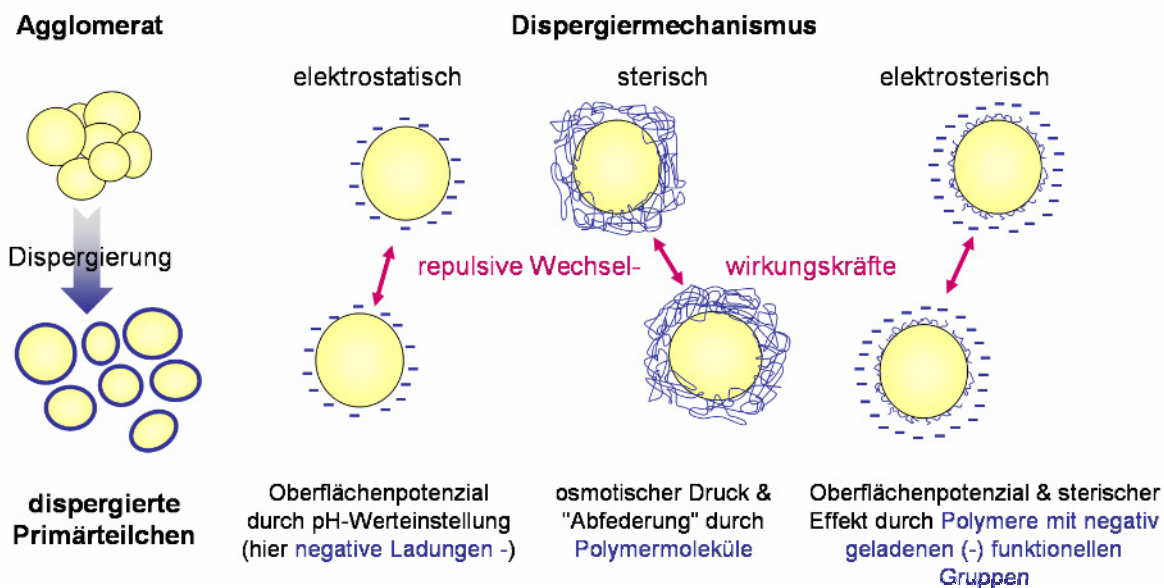 Agglomerat
Dispergiermechanismus
elektrostatisch
sterisch
elektrosterisch
Dispergierung
repulsive Wechsel-
wirkungskräfte
dispergierte
Primärteilchen
Oberflächenpotenzial
durch pH-Werteinstellung
(hier negative Ladungen -)
osmotischer Druck &
"Abfederung" durch
Polymermoleküle
Oberflächenpotenzial & sterischer
Effekt durch Polymere mit negativ
geladenen (-) funktionellen
Gruppen